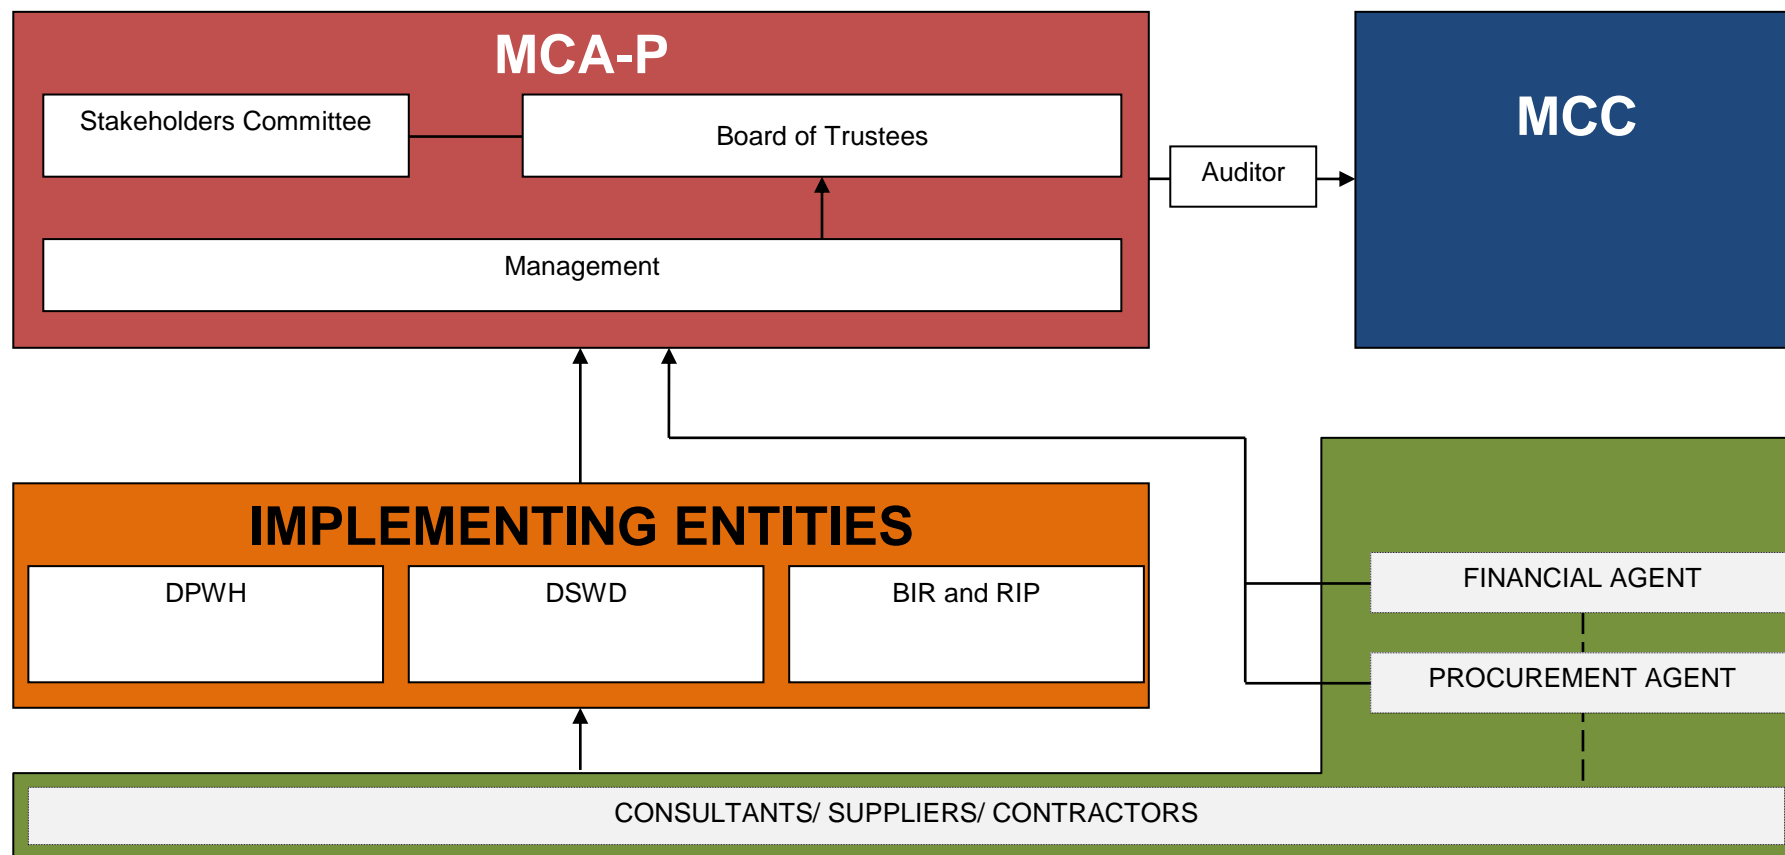 MCA-P
Stakeholders Committee
Board of Trustees
Management
Auditor
MCC
IMPLEMENTING ENTITIES
DPWH
DSWD
BIR and RIP
FINANCIAL AGENT
PROCUREMENT AGENT
CONSULTANTS/ SUPPLIERS/ CONTRACTORS